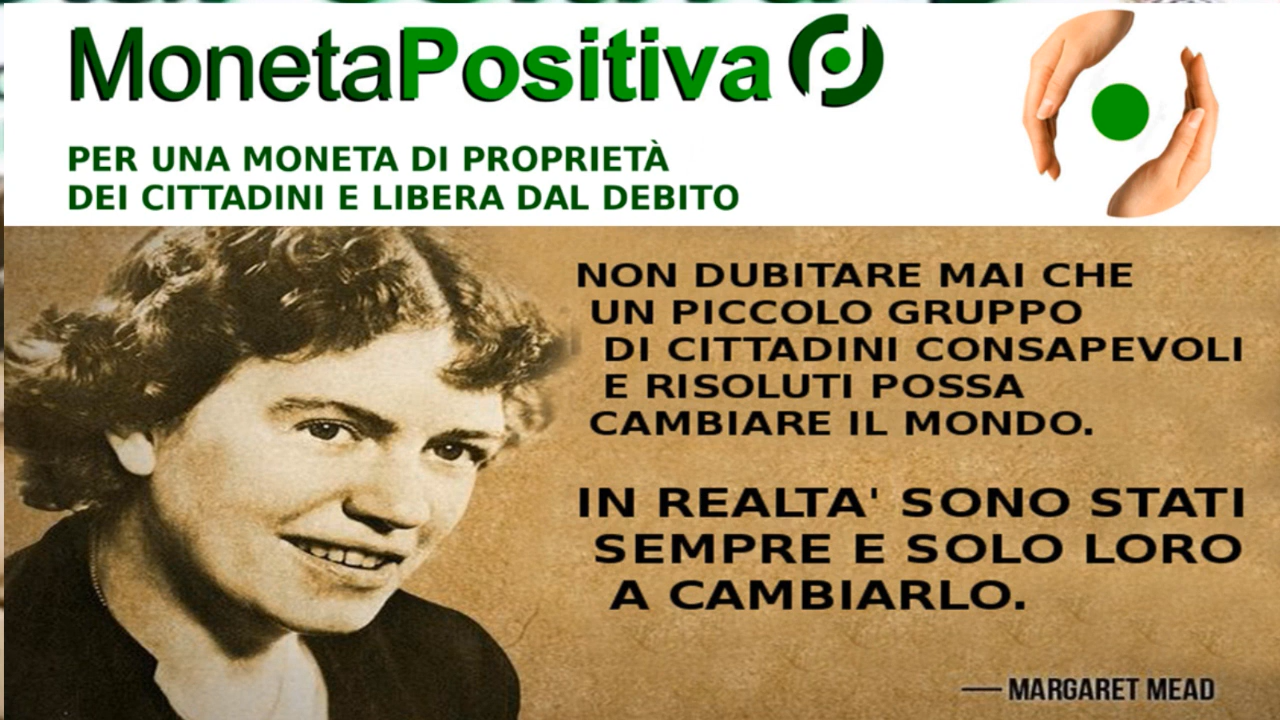 MonetaPositiva
PER UNA MONETA DI PROPRIETÀ
DEI CITTADINI E LIBERA DAL DEBITO
NON DUBITARE MAI CHE
UN PICCOLO GRUPPO
DI CITTADINI CONSAPEVOLI
E RISOLUTI POSSA
CAMBIARE IL MONDO.
IN REALTA' SONO STATI
SEMPRE E SOLO LORO
A CAMBIARLO.
— MARGARET MEAD